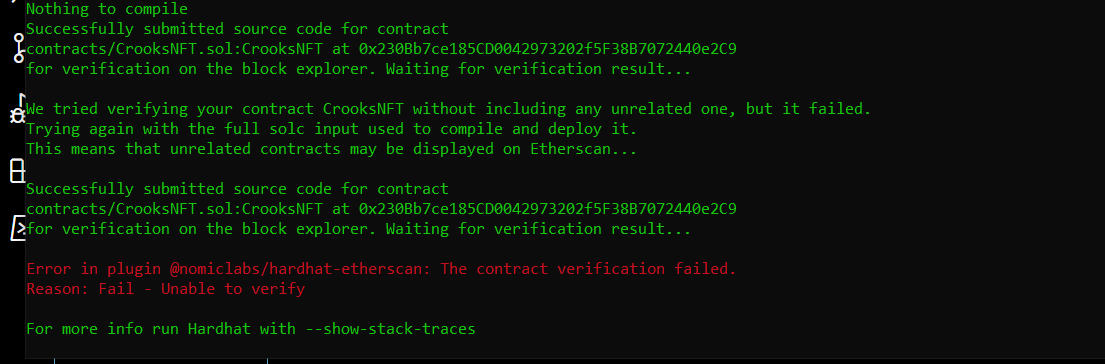 Nothing to compile
Successfully submitted source code for contract
contracts/CrooksNFT.sol:CrooksNFT at 0x230Bb7ce185CD0042973202f5F38B7072440e2C9
for verification on the block explorer. Waiting for verification result...
We tried verifying your contract CrooksNFT without including any unrelated one, but it failed.
Trying again with the full solc input used to compile and deploy it.
This means that unrelated contracts may be displayed on Etherscan...
Successfully submitted source code for contract
contracts/CrooksNFT.sol:CrooksNFT at 0x230Bb7ce185CD0042973202f5F38B7072440e2C9
for verification on the block explorer. Waiting for verification result...
Error in plugin @nomiclabs/hardhat-etherscan: The contract verification failed.
Reason: Fail - Unable to verify
For more info run Hardhat with --show-stack-traces